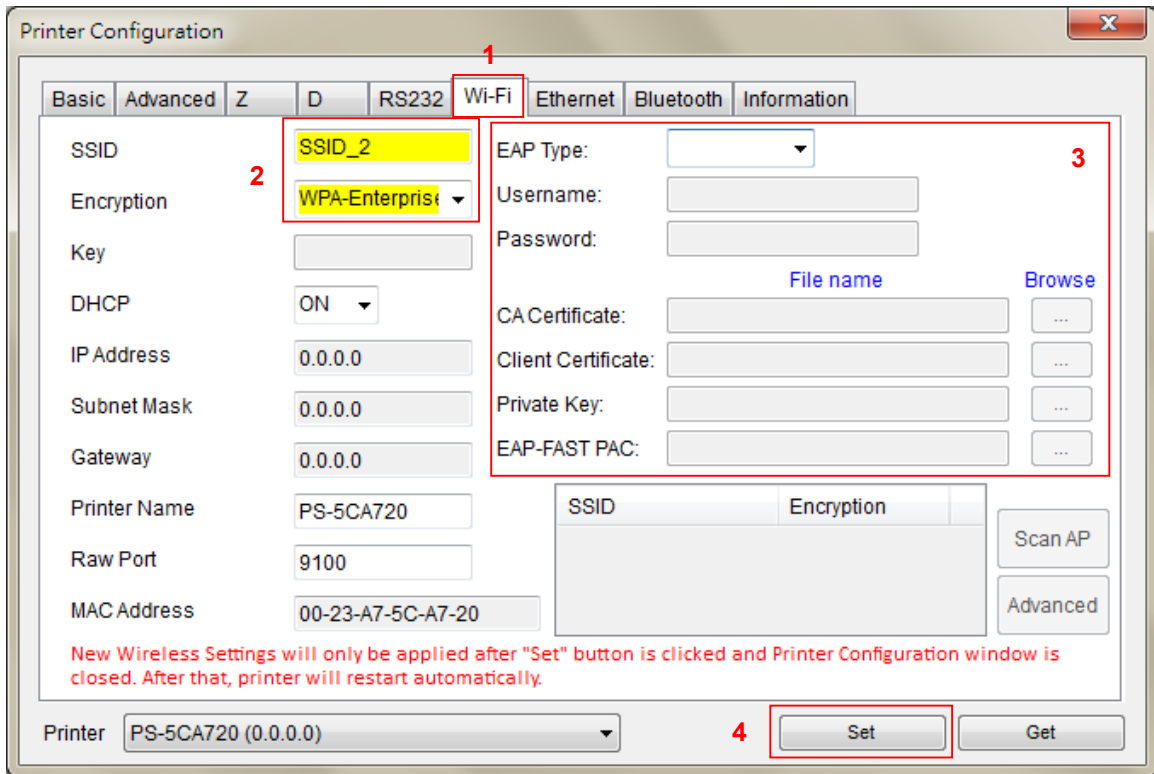 Printer Configuration
1
Basic Advanced Z D RS232 Wi-Fi Ethernet Bluetooth Information
SSID SSID_2
2
Encryption WPA-Enterprise
Key
DHCP ON
IP Address 0.0.0.0
Subnet Mask 0.0.0.0
Gateway 0.0.0.0
Printer Name PS-5CA720
Raw Port 9100
MAC Address 00-23-A7-5C-A7-20
EAP Type:
3
Username:
Password:
File name Browse
CA Certificate: ...
Client Certificate: ...
Private Key: ...
EAP-FAST PAC: ...
SSID Encryption
Scan AP
Advanced
New Wireless Settings will only be applied after "Set" button is clicked and Printer Configuration window is
closed. After that, printer will restart automatically.
Printer PS-5CA720 (0.0.0.0) 4 Set Get